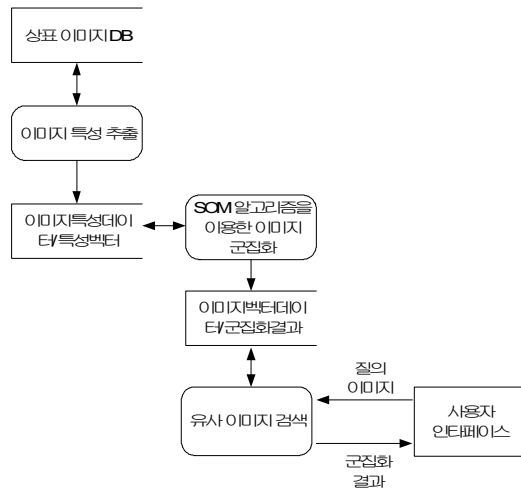 상표 이미지 DB
이미지 특성 추출
이미지특성데이
터/특성벡터
SOM 알고리즘을
이용한 이미지
군집화
이미지벡터데이
터/군집화결과
질의
이미지
유사 이미지 검색
사용자
인타페이스
군집화
결과